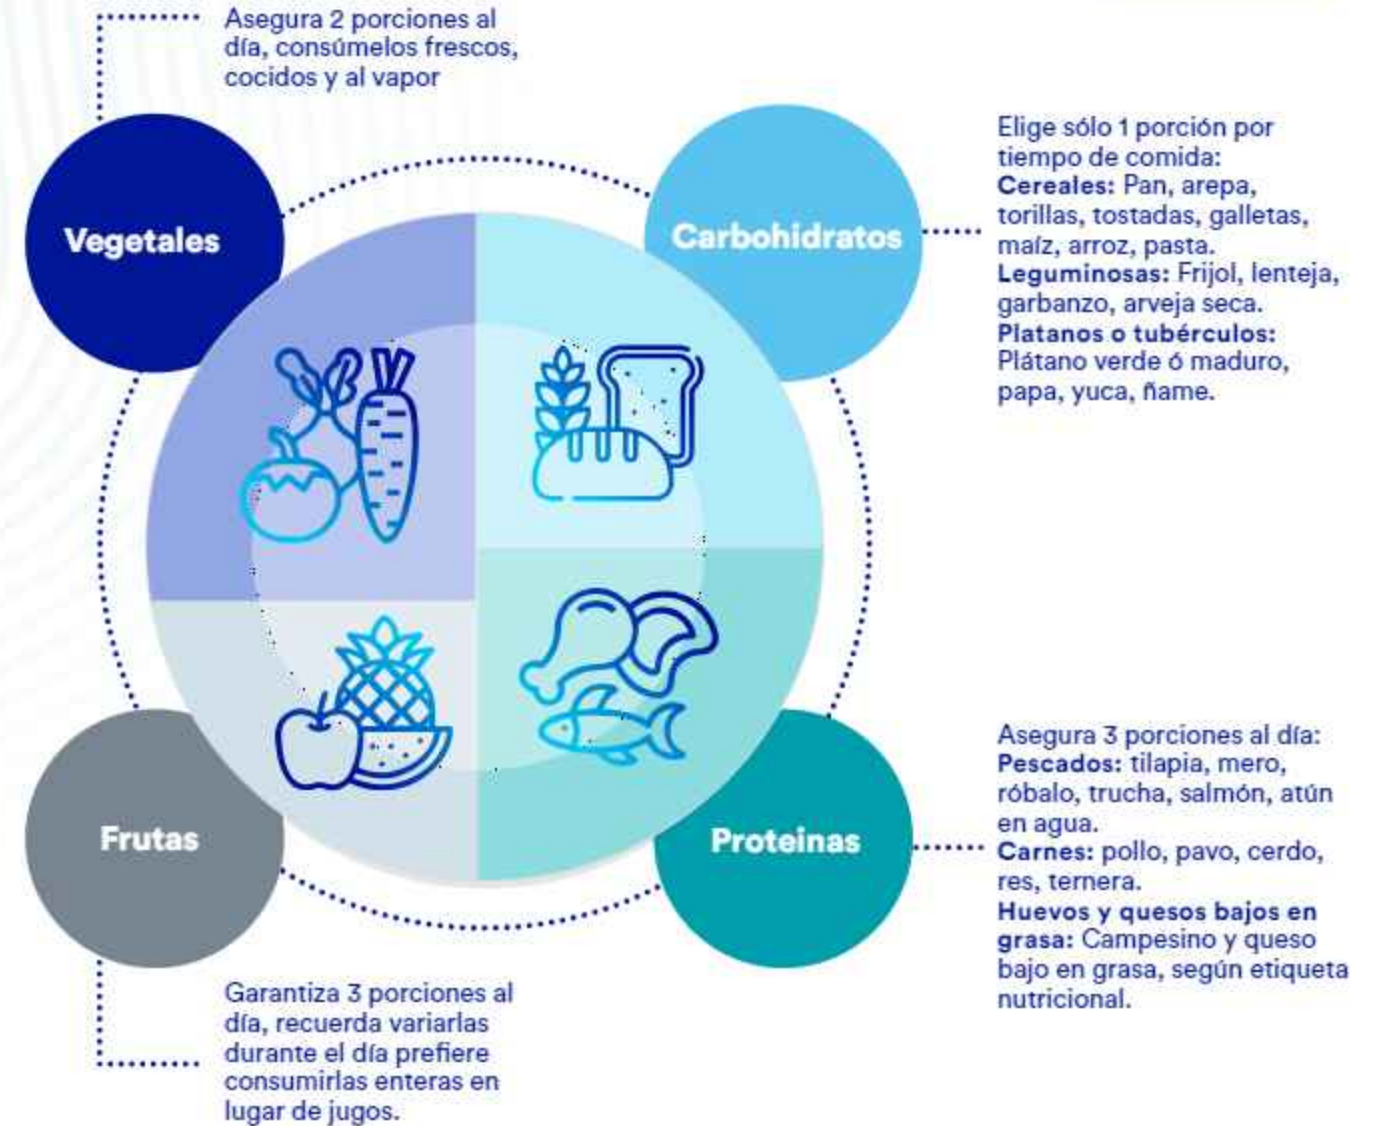 Asegura 2 porciones al
día, consúmelos frescos,
cocidos y al vapor
Vegetales
Carbohidratos
Elige sólo 1 porción por
tiempo de comida:
Cereales: Pan, arepa,
torillas, tostadas, galletas,
maíz, arroz, pasta.
Leguminosas: Frijol, lenteja,
garbanzo, arveja seca.
Platanos o tubérculos:
Plátano verde ó maduro,
papa, yuca, ñame.
Frutas
Garantiza 3 porciones al
día, recuerda variarlas
durante el día prefiere
consumirlas enteras en
lugar de jugos.
Proteinas
Asegura 3 porciones al día:
Pescados: tilapia, mero,
róbalo, trucha, salmón, atún
en agua.
Carnes: pollo, pavo, cerdo,
res, ternera.
Huevos y quesos bajos en
grasa: Campesino y queso
bajo en grasa, según etiqueta
nutricional.